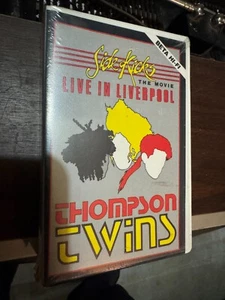 Side Kicks
THE MOVIE
BETA HI-FI
LIVE IN LIVERPOOL
THOMPSON
TWINS